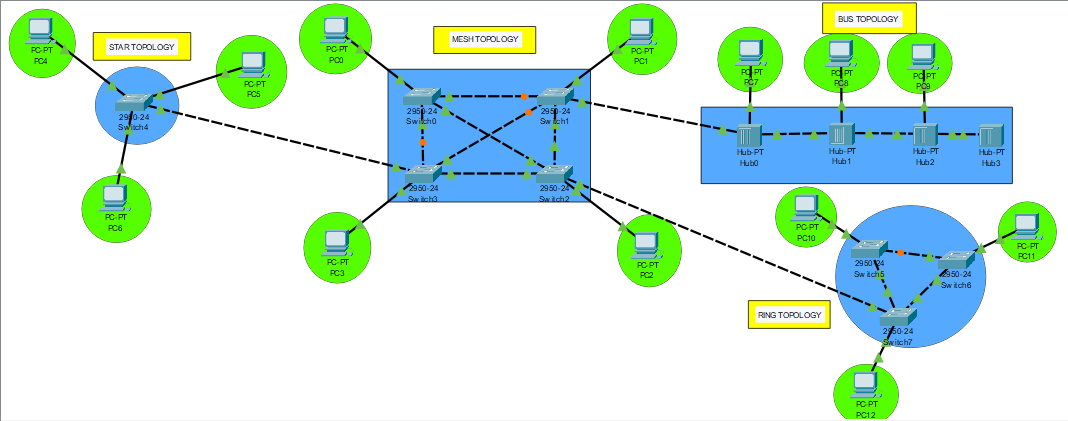 STAR TOPOLOGY
PC-PT
PC4
PC-PT
PC5
2950-24
Switch4
PC-PT
PC6
MESH TOPOLOGY
PC-PT
PC0
PC-PT
PC1
2950-24
Switch0
2950-24
Switch1
2950-24
Switch3
2950-24
Switch2
PC-PT
PC3
PC-PT
PC2
BUS TOPOLOGY
PC-PT
PC7
PC-PT
PC8
PC-PT
PC9
Hub-PT
Hub0
Hub-PT
Hub1
Hub-PT
Hub2
Hub-PT
Hub3
RING TOPOLOGY
PC-PT
PC10
PC-PT
PC11
2950-24
Switch5
2950-24
Switch6
2950-24
Switch7
PC-PT
PC12